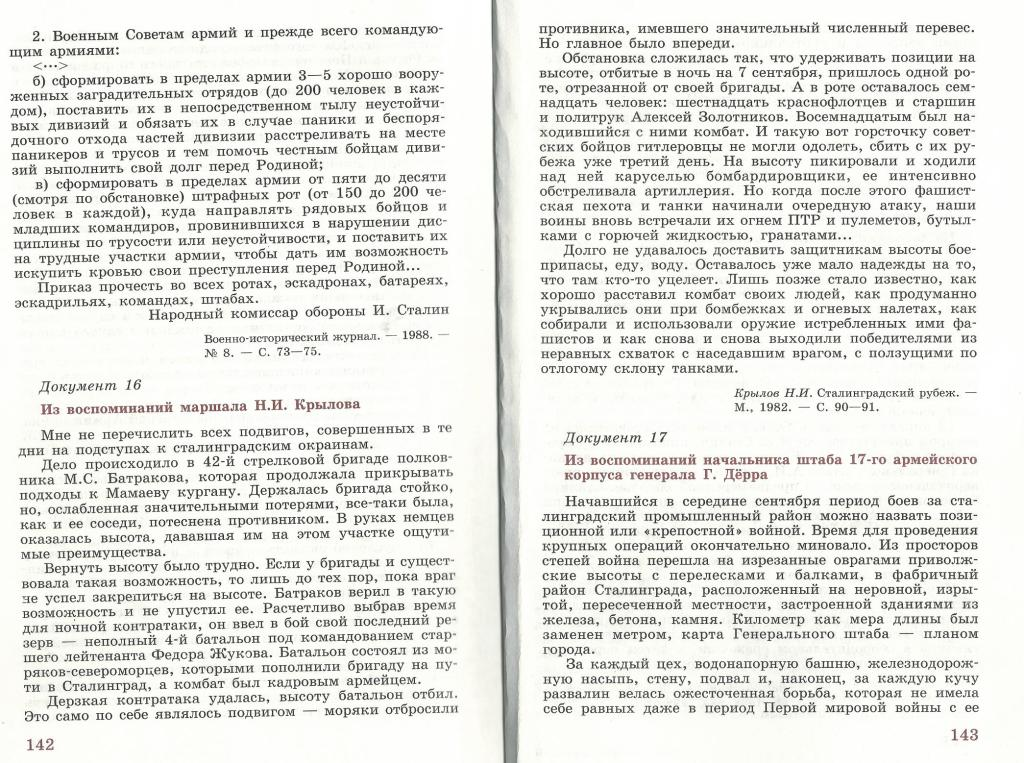 2. Военным Советам армий и прежде всего командую-
щим армиями:
<...>
б) сформировать в пределах армии 3—5 хорошо воору-
женных заградительных отрядов (до 200 человек в каж-
дом), поставить их в непосредственном тылу неустойчи-
вых дивизий и обязать их в случае паники и беспоря-
дочного отхода частей дивизии расстреливать на месте
паникеров и трусов и тем помочь честным бойцам диви-
зий выполнить свой долг перед Родиной;
в) сформировать в пределах армии от пяти до десяти
(смотря по обстановке) штрафных рот (от 150 до 200 че-
ловек в каждой), куда направлять рядовых бойцов и
младших командиров, провинившихся в нарушении дис-
циплины по трусости или неустойчивости, и поставить их
на трудные участки армии, чтобы дать им возможность
искупить кровью свои преступления перед Родиной...
Приказ прочесть во всех ротах, эскадронах, батареях,
эскадрильях, командах, штабах.
Народный комиссар обороны И. Сталин
Военно-исторический журнал. — 1988. —
№ 8. — С. 73—75.
Документ 16
Из воспоминаний маршала Н.И. Крылова
Мне не перечислить всех подвигов, совершенных в те
дни на подступах к сталинградским окраинам.
Дело происходило в 42-й стрелковой бригаде полков-
ника М.С. Батракова, которая продолжала прикрывать
подходы к Мамаеву кургану. Держалась бригада стойко,
но, ослабленная значительными потерями, все-таки была,
как и ее соседи, потеснена противником. В руках немцев
оказалась высота, дававшая им на этом участке ощути-
мые преимущества.
Вернуть высоту было трудно. Если у бригады и сущест-
вовала такая возможность, то лишь до тех пор, пока враг
не успел закрепиться на высоте. Батраков верил в такую
возможность и не упустил ее. Расчетливо выбрав время
для ночной контратаки, он ввел в бой свой последний ре-
зерв — неполный 4-й батальон под командованием стар-
шего лейтенанта Федора Жукова. Батальон состоял из мо-
ряков-североморцев, которыми пополнили бригаду на пу-
ти в Сталинград, а комбат был кадровым армейцем.
Дерзкая контратака удалась, высоту батальон отбил.
Это само по себе являлось подвигом — моряки отбросили
142
противника, имевшего значительный численный перевес.
Но главное было впереди.
Обстановка сложилась так, что удерживать позиции на
высоте, отбитые в ночь на 7 сентября, пришлось одной ро-
те, отрезанной от своей бригады. А в роте оставалось сем-
надцать человек: шестнадцать краснофлотцев и старшин
и политрук Алексей Золотников. Восемнадцатым был на-
ходившийся с ними комбат. И такую вот горсточку совет-
ских бойцов гитлеровцы не могли одолеть, сбить с их ру-
бежа уже третий день. На высоту пикировали и ходили
над ней каруселью бомбардировщики, ее интенсивно
обстреливала артиллерия. Но когда после этого фашист-
ская пехота и танки начинали очередную атаку, наши
воины вновь встречали их огнем ПТР и пулеметов, бутыл-
ками с горючей жидкостью, гранатами...
Долго не удавалось доставить защитникам высоты бое-
припасы, еду, воду. Оставалось уже мало надежды на то,
что там кто-то уцелеет. Лишь позже стало известно, как
хорошо расставил комбат своих людей, как продуманно
укрывались они при бомбежках и огневых налетах, как
собирали и использовали оружие истребленных ими фа-
шистов и как снова и снова выходили победителями из
неравных схваток с наседавшим врагом, с ползущими по
отлогому склону танками.
Крылов Н.И. Сталинградский рубеж. —
М., 1982. — С. 90—91.
Документ 17
Из воспоминаний начальника штаба 17-го армейского
корпуса генерала Г. Дёрра
Начавшийся в середине сентября период боев за ста-
линградский промышленный район можно назвать пози-
ционной или «крепостной» войной. Время для проведения
крупных операций окончательно миновало. Из просторов
степей война перешла на изрезанные оврагами приволж-
ские высоты с перелесками и балками, в фабричный
район Сталинграда, расположенный на неровной, изры-
той, пересеченной местности, застроенной зданиями из
железа, бетона, камня. Километр как мера длины был
заменен метром, карта Генерального штаба — планом
города.
За каждый цех, водонапорную башню, железнодорож-
ную насыпь, стену, подвал и, наконец, за каждую кучу
развалин велась ожесточенная борьба, которая не имела
себе равных даже в период Первой мировой войны с ее
143